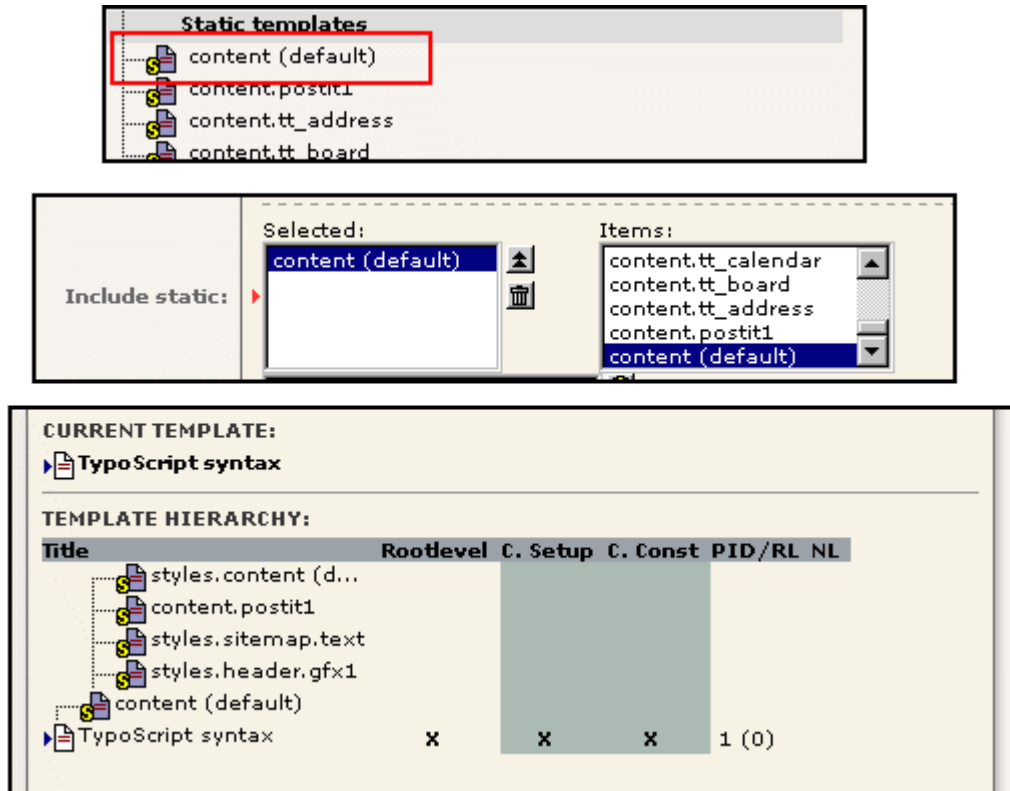 Static templates
content (default)
content.postit1
content.tt_address
content.tt_board
Selected:
Items:
content (default)
content.tt_calendar
content.tt_board
content.tt_address
Include static:
content.postit1
content (default)
CURRENT TEMPLATE:
TypoScript syntax
TEMPLATE HIERARCHY:
Title Rootlevel C. Setup C. Const PID/RL NL
styles.content (d...
content.postit1
styles.sitemap.text
styles.header.gfx1
content (default)
TypoScript syntax x x x 1 (0)